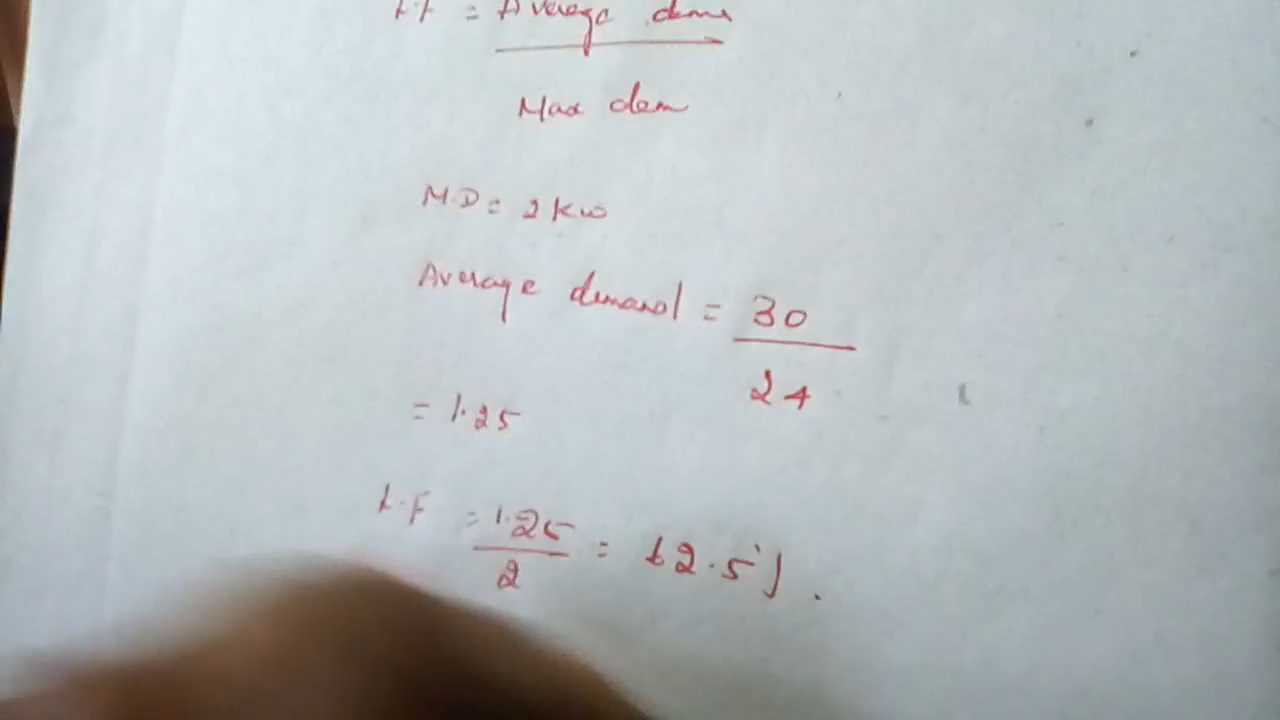 L.F = Average dem
Max dem
M.D = 2 KW
Average demand = 30
24
= 1.25
L.F = 1.25 = 62.5%.
2